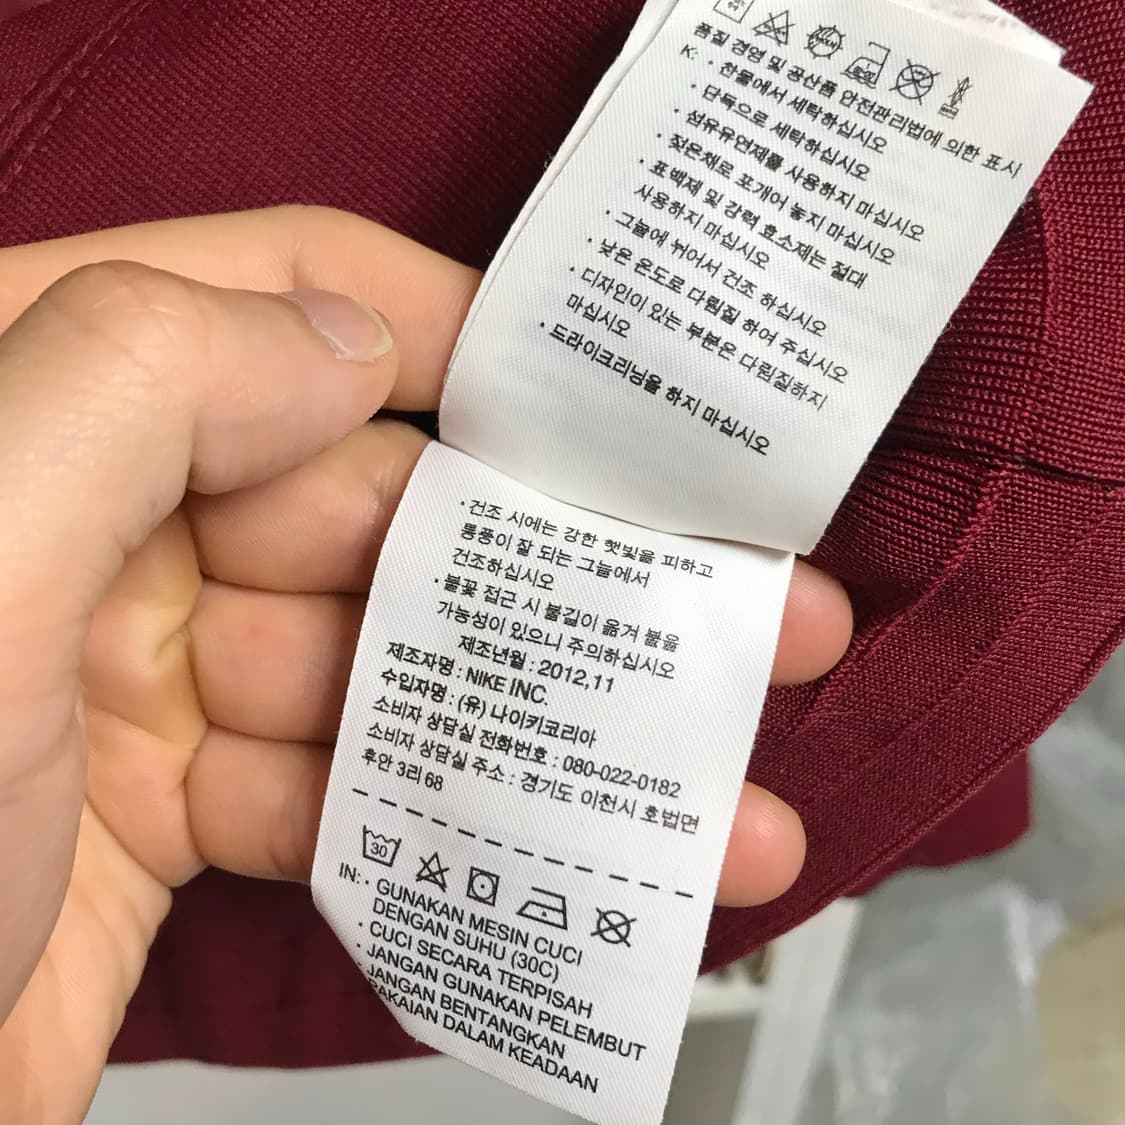 품질 경영 및 공산품 안전관리법에 의한 표시
K: · 찬물에서 세탁하십시오
· 단독으로 세탁하십시오
· 섬유유연제를 사용하지 마십시오
· 젖은채로 포개어 놓지 마십시오
· 표백제 및 강력 효소제는 절대
사용하지 마십시오
· 그늘에 뉘어서 건조 하십시오
· 낮은 온도로 다림질 하여 주십시오
· 디자인이 있는 부분은 다림질하지
마십시오
· 드라이크리닝을 하지 마십시오
· 건조 시에는 강한 햇빛을 피하고
통풍이 잘 되는 그늘에서
건조하십시오
· 불꽃 접근 시 불길이 옮겨 붙을
가능성이 있으니 주의하십시오
제조년월 : 2012,11
제조자명 : NIKE INC.
수입자명 : (유) 나이키코리아
소비자 상담실 전화번호 : 080-022-0182
소비자 상담실 주소 : 경기도 이천시 호법면
후안 3리 68
30
IN: · GUNAKAN MESIN CUCI
DENGAN SUHU (30C)
· CUCI SECARA TERPISAH
· JANGAN GUNAKAN PELEMBUT
· JANGAN BENTANGKAN
PAKAIAN DALAM KEADAAN